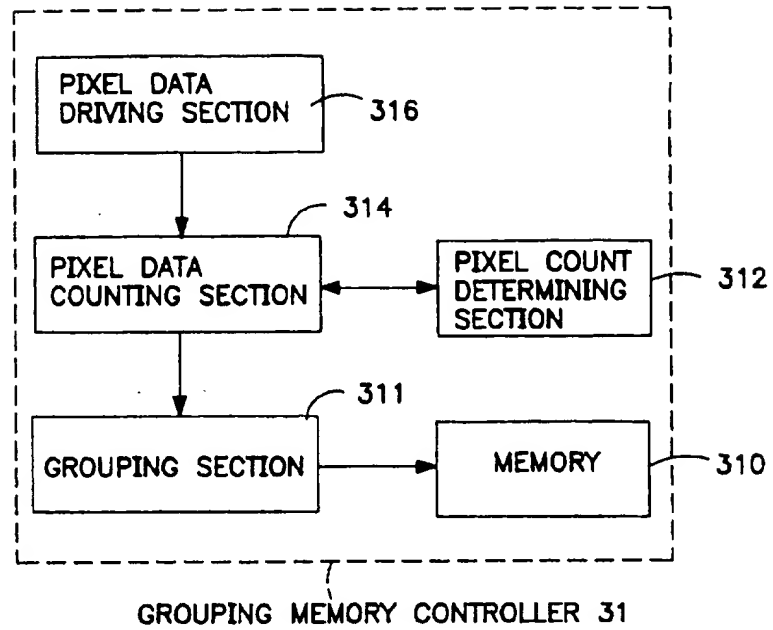 PIXEL DATA
DRIVING SECTION
316
314
PIXEL DATA
COUNTING SECTION
PIXEL COUNT
DETERMINING
SECTION
312
311
GROUPING SECTION
MEMORY
310
GROUPING MEMORY CONTROLLER 31